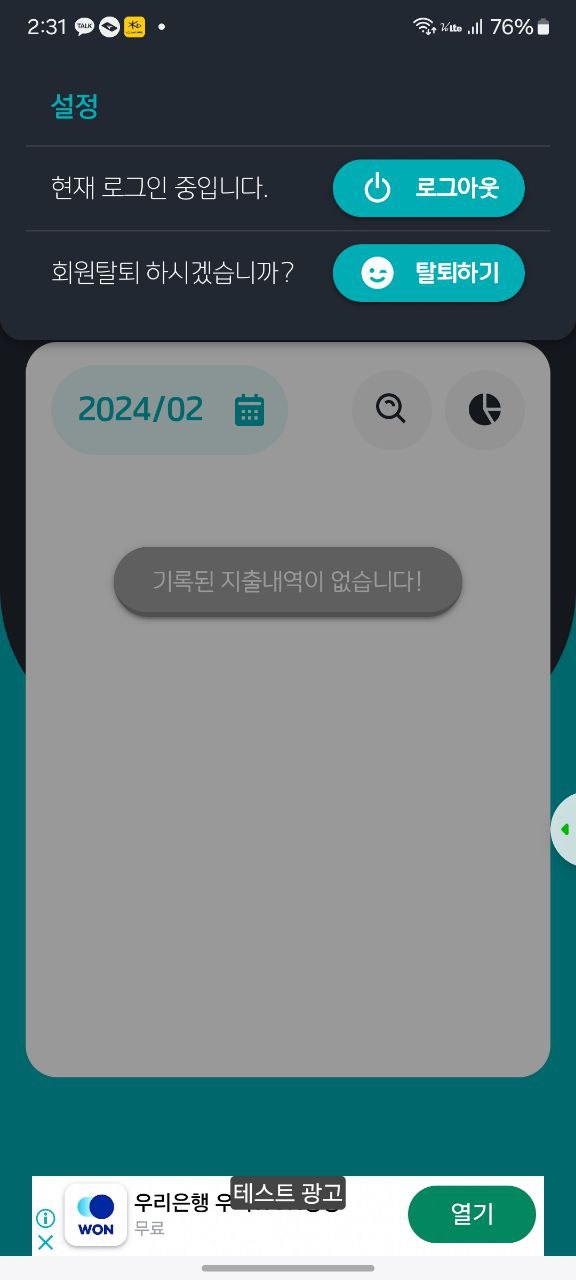 2:31
TALK
LTE
76%
설정
현재 로그인 중입니다.
로그아웃
회원탈퇴 하시겠습니까?
탈퇴하기
2024/02
기록된 지출내역이 없습니다!
테스트 광고
우리은행 우
무료
WON
열기